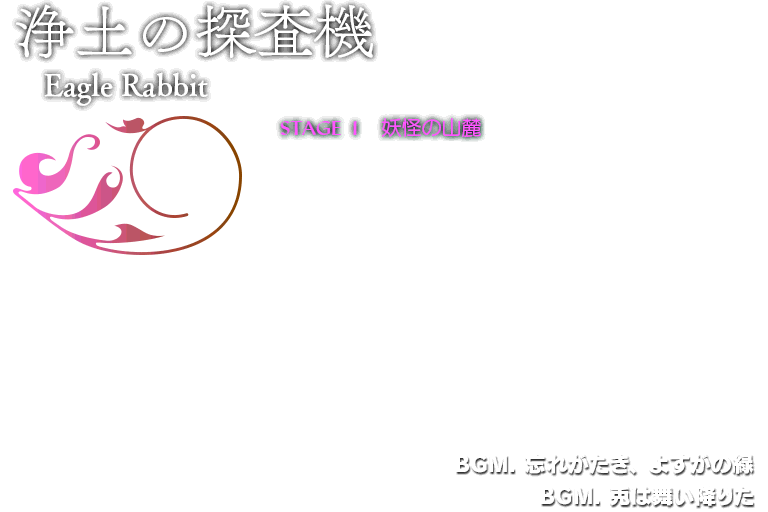 浄土の探査機
Eagle Rabbit
STAGE 1 妖怪の山麓
BGM. 忘れがたき、よすがの緑
BGM. 兎は舞い降りた